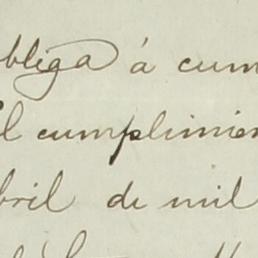 bliga á cum
l cumplimien
bril de mil